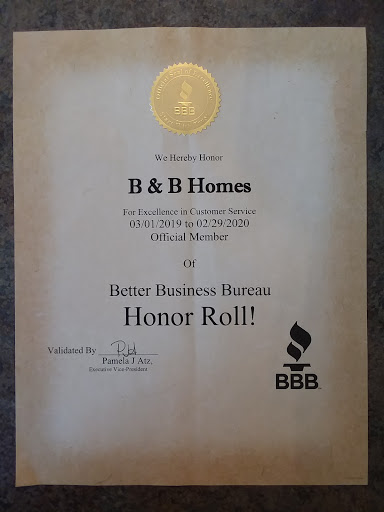 BBB
We Hereby Honor
B & B Homes
For Excellence in Customer Service
03/01/2019 to 02/29/2020
Official Member
Of
Better Business Bureau
Honor Roll!
Validated By
Pamela J Atz.
Executive Vice-President
BBB